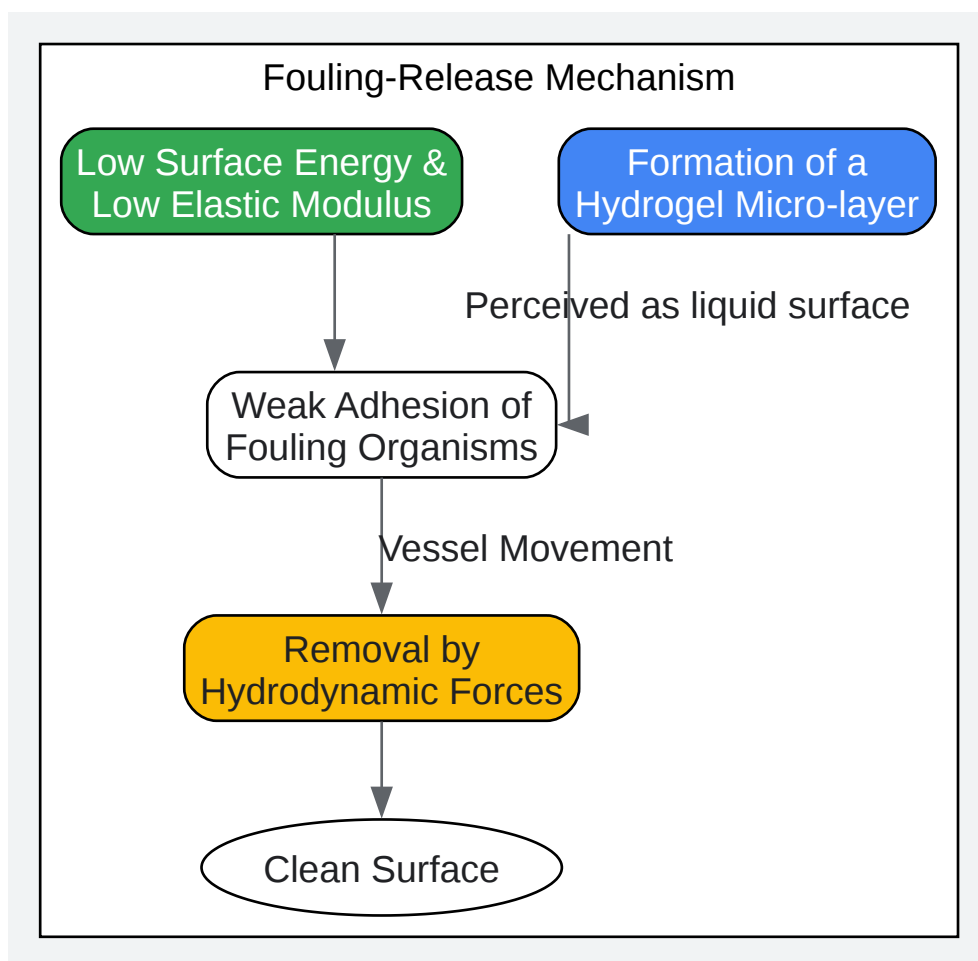 Fouling-Release Mechanism
Low Surface Energy &
Low Elastic Modulus
Formation of a
Hydrogel Micro-layer
Perceived as liquid surface
Weak Adhesion of
Fouling Organisms
Vessel Movement
Removal by
Hydrodynamic Forces
Clean Surface